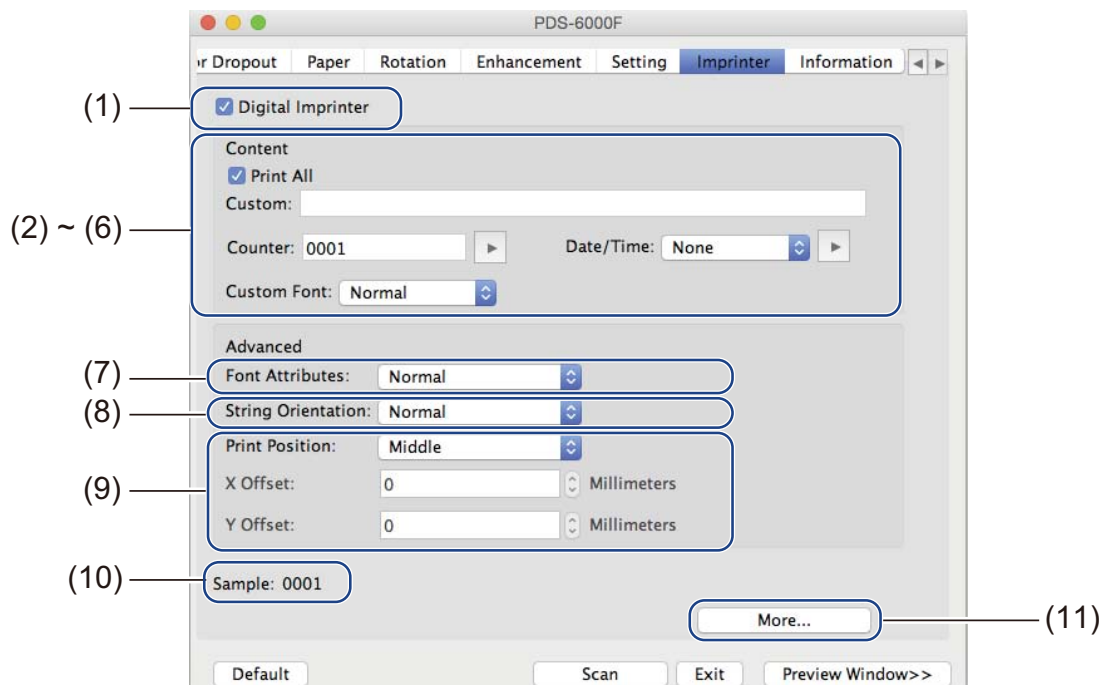 PDS-6000F
r Dropout Paper Rotation Enhancement Setting Imprinter Information
(1) Digital Imprinter
Content
Print All
Custom:
(2) ~ (6)
Counter: 0001 Date/Time: None
Custom Font: Normal
Advanced
(7) Font Attributes: Normal
(8) String Orientation: Normal
Print Position: Middle
(9) X Offset: 0 Millimeters
Y Offset: 0 Millimeters
(10) Sample: 0001
More... (11)
Default Scan Exit Preview Window>>